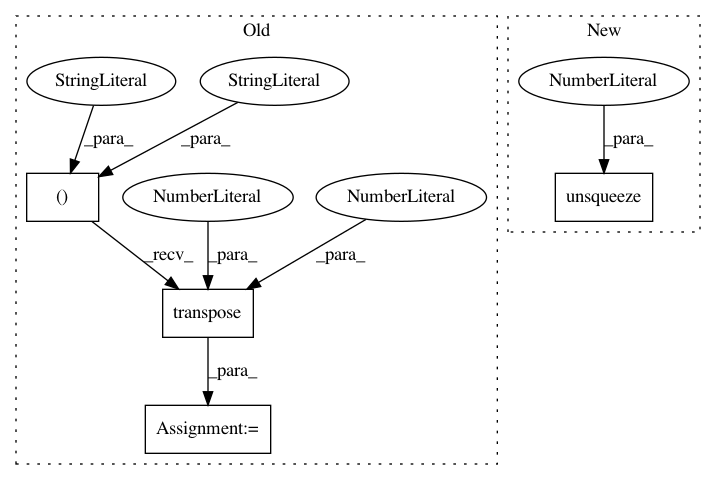 Old
New
StringLiteral
StringLiteral
NumberLiteral
_para_
_para_
_para_
()
NumberLiteral
NumberLiteral
unsqueeze
_recv_
_para_
_para_
transpose
_para_
Assignment:=